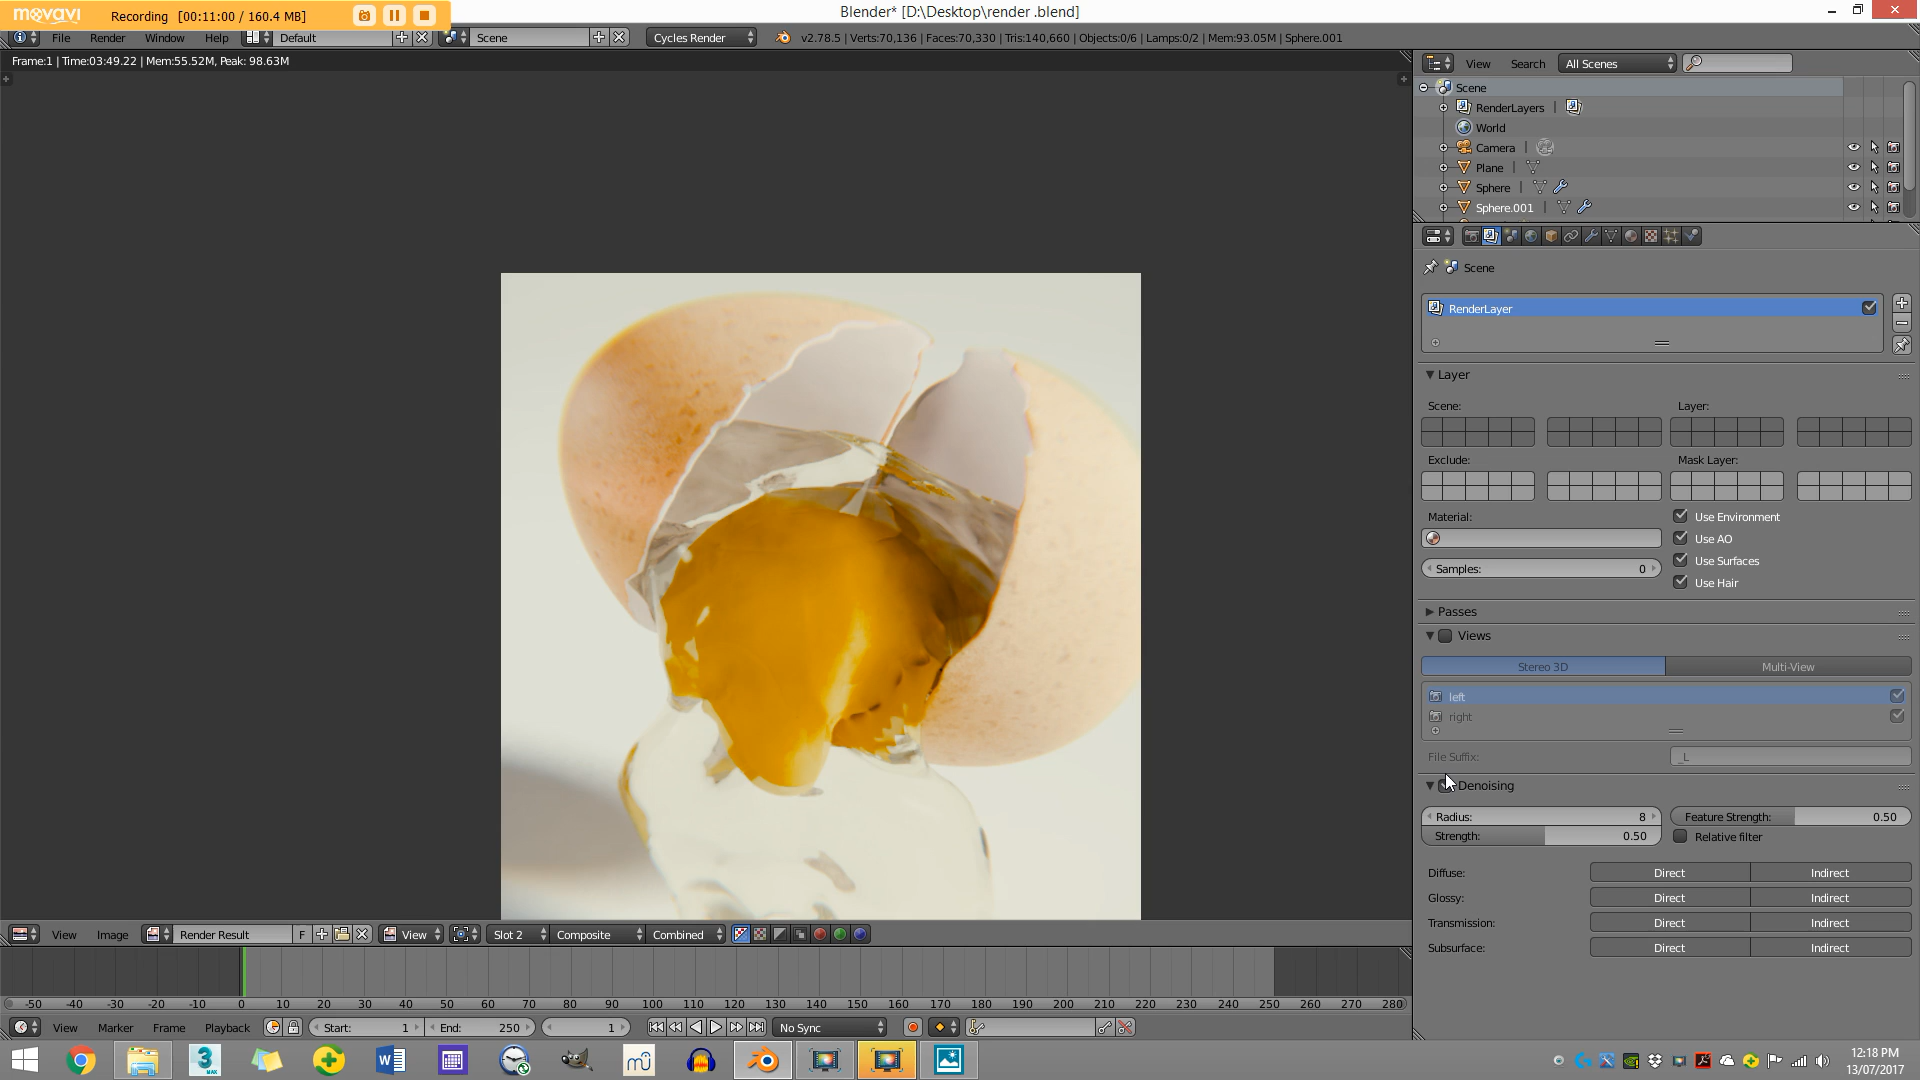 movavi Recording [00:11:00 / 160.4 MB]
Blender* [D:\Desktop\render .blend]
File Render Window Help Default Scene Cycles Render v2.78.5 | Verts:70,136 | Faces:70,330 | Tris:140,660 | Objects:0/6 | Lamps:0/2 | Mem:93.05M | Sphere.001
Frame:1 | Time:03:49.22 | Mem:55.52M, Peak: 98.63M
View Search All Scenes
Scene
RenderLayers
World
Camera
Plane
Sphere
Sphere.001
Scene
RenderLayer
Layer
Scene: Layer:
Exclude: Mask Layer:
Material: Use Environment
Use AO
Samples: 0 Use Surfaces
Use Hair
Passes
Views
Stereo 3D Multi-View
left
right
File Suffix: _L
Denoising
Radius: 8 Feature Strength: 0.50
Strength: 0.50 Relative filter
Diffuse: Direct Indirect
Glossy: Direct Indirect
Transmission: Direct Indirect
Subsurface: Direct Indirect
View Image Render Result F View Slot 2 Composite Combined
-50 -40 -30 -20 -10 0 10 20 30 40 50 60 70 80 90 100 110 120 130 140 150 160 170 180 190 200 210 220 230 240 250 260 270 280
View Marker Frame Playback Start: 1 End: 250 1 No Sync
3 MAX W mü
12:18 PM
13/07/2017